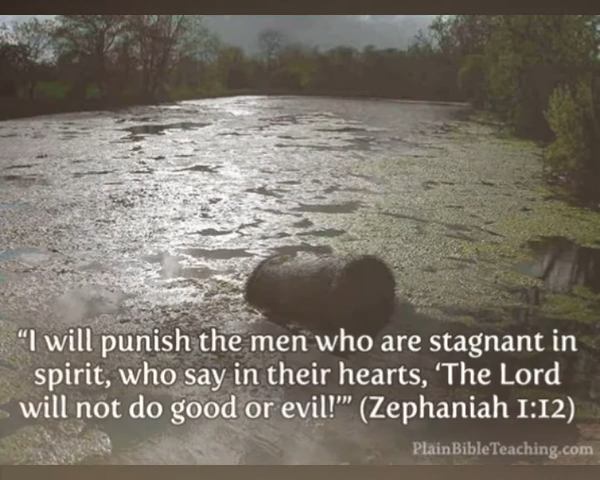 “I will punish the men who are stagnant in
spirit, who say in their hearts, ‘The Lord
will not do good or evil!’” (Zephaniah 1:12)
PlainBibleTeaching.com